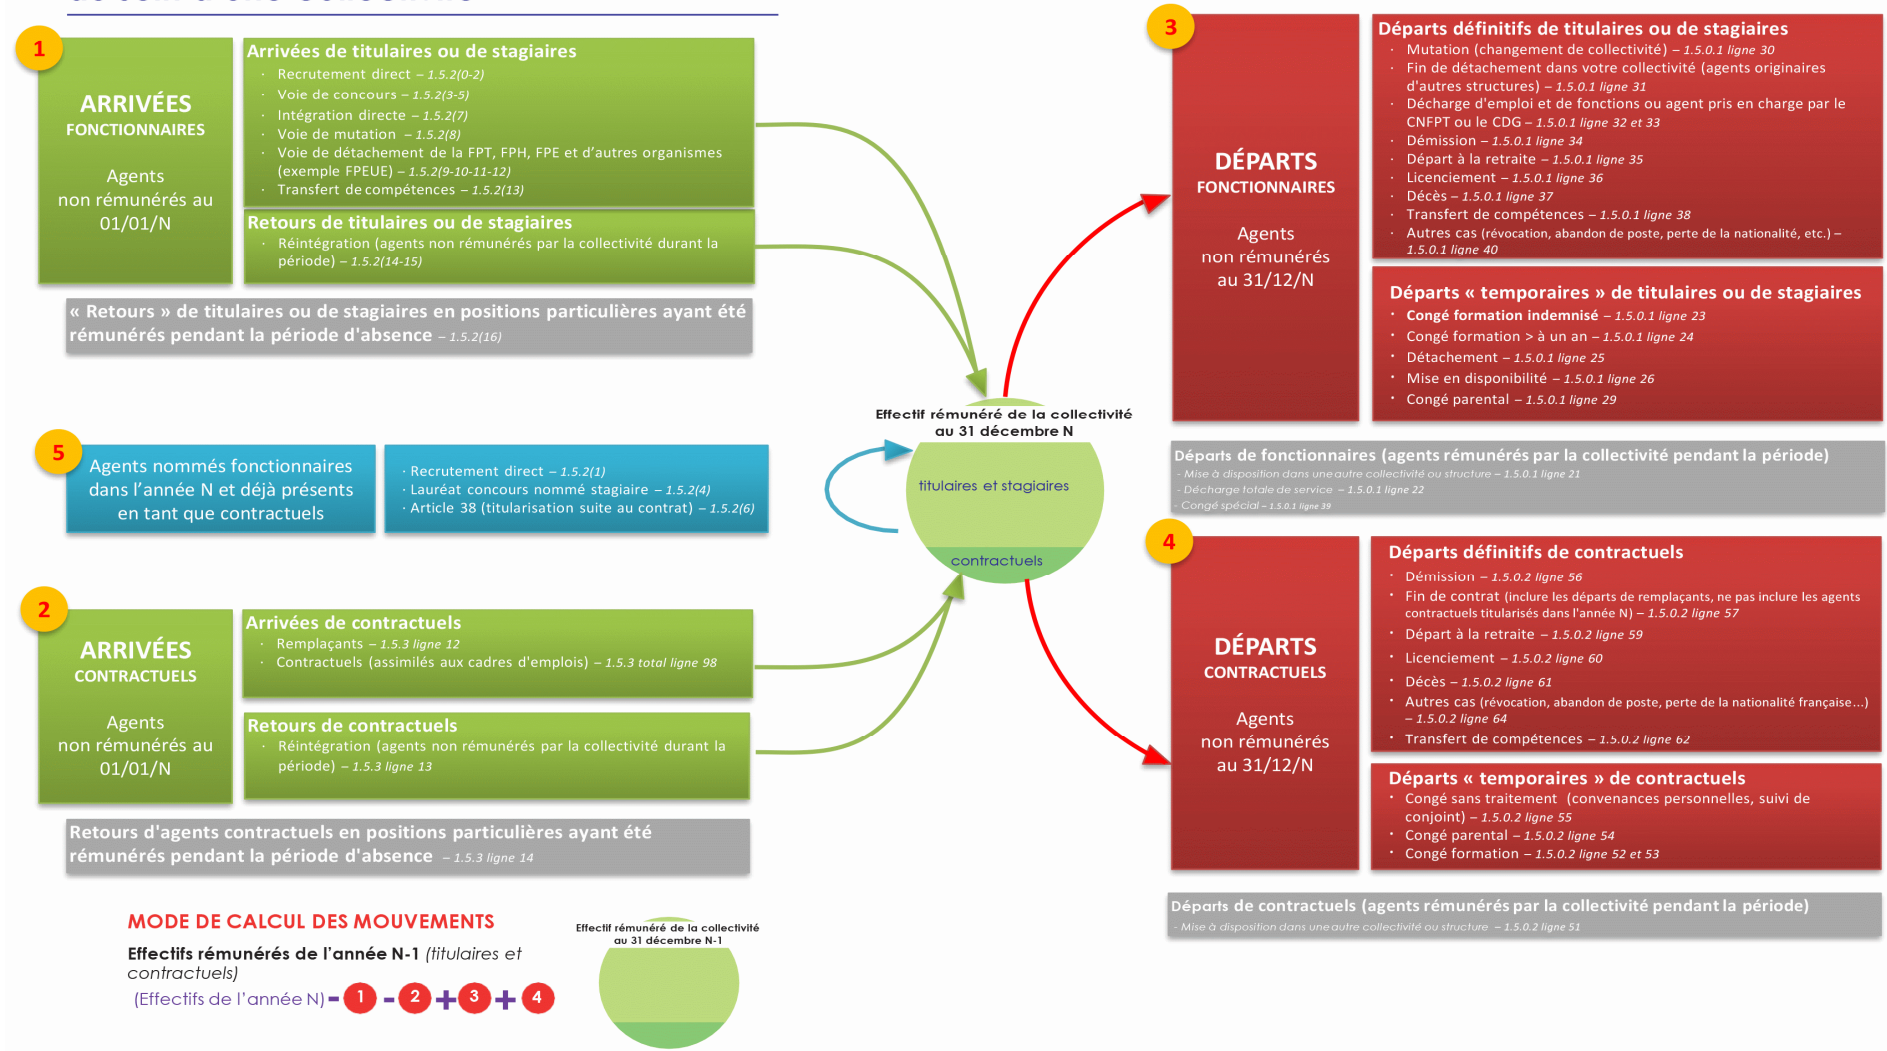 1
ARRIVÉES
FONCTIONNAIRES
Agents
non rémunérés au
01/01/N
Arrivées de titulaires ou de stagiaires
· Recrutement direct – 1.5.2(0-2)
· Voie de concours – 1.5.2(3-5)
· Intégration directe – 1.5.2(7)
· Voie de mutation – 1.5.2(8)
· Voie de détachement de la FPT, FPH, FPE et d’autres organismes
(exemple FPEUE) – 1.5.2(9-10-11-12)
· Transfert de compétences – 1.5.2(13)
Retours de titulaires ou de stagiaires
· Réintégration (agents non rémunérés par la collectivité durant la
période) – 1.5.2(14-15)
« Retours » de titulaires ou de stagiaires en positions particulières ayant été
rémunérés pendant la période d'absence – 1.5.2(16)
5
Agents nommés fonctionnaires
dans l’année N et déjà présents
en tant que contractuels
· Recrutement direct – 1.5.2(1)
· Lauréat concours nommé stagiaire – 1.5.2(4)
· Article 38 (titularisation suite au contrat) – 1.5.2(6)
2
ARRIVÉES
CONTRACTUELS
Agents
non rémunérés au
01/01/N
Arrivées de contractuels
· Remplaçants – 1.5.3 ligne 12
· Contractuels (assimilés aux cadres d'emplois) – 1.5.3 total ligne 98
Retours de contractuels
· Réintégration (agents non rémunérés par la collectivité durant la
période) – 1.5.3 ligne 13
Retours d'agents contractuels en positions particulières ayant été
rémunérés pendant la période d'absence – 1.5.3 ligne 14
MODE DE CALCUL DES MOUVEMENTS
Effectifs rémunérés de l’année N-1 (titulaires et
contractuels)
(Effectifs de l’année N) - 1 - 2 + 3 + 4
Effectif rémunéré de la collectivité
au 31 décembre N-1
Effectif rémunéré de la collectivité
au 31 décembre N
titulaires et stagiaires
contractuels
3
DÉPARTS
FONCTIONNAIRES
Agents
non rémunérés
au 31/12/N
Départs définitifs de titulaires ou de stagiaires
· Mutation (changement de collectivité) – 1.5.0.1 ligne 30
· Fin de détachement dans votre collectivité (agents originaires
d'autres structures) – 1.5.0.1 ligne 31
· Décharge d'emploi et de fonctions ou agent pris en charge par le
CNFPT ou le CDG – 1.5.0.1 ligne 32 et 33
· Démission – 1.5.0.1 ligne 34
· Départ à la retraite – 1.5.0.1 ligne 35
· Licenciement – 1.5.0.1 ligne 36
· Décès – 1.5.0.1 ligne 37
· Transfert de compétences – 1.5.0.1 ligne 38
· Autres cas (révocation, abandon de poste, perte de la nationalité, etc.) –
1.5.0.1 ligne 40
Départs « temporaires » de titulaires ou de stagiaires
· Congé formation indemnisé – 1.5.0.1 ligne 23
· Congé formation > à un an – 1.5.0.1 ligne 24
· Détachement – 1.5.0.1 ligne 25
· Mise en disponibilité – 1.5.0.1 ligne 26
· Congé parental – 1.5.0.1 ligne 29
Départs de fonctionnaires (agents rémunérés par la collectivité pendant la période)
- Mise à disposition dans une autre collectivité ou structure – 1.5.0.1 ligne 21
- Décharge totale de service – 1.5.0.1 ligne 22
- Congé spécial – 1.5.0.1 ligne 39
4
DÉPARTS
CONTRACTUELS
Agents
non rémunérés
au 31/12/N
Départs définitifs de contractuels
· Démission – 1.5.0.2 ligne 56
· Fin de contrat (inclure les départs de remplaçants, ne pas inclure les agents
contractuels titularisés dans l'année N) – 1.5.0.2 ligne 57
· Départ à la retraite – 1.5.0.2 ligne 59
· Licenciement – 1.5.0.2 ligne 60
· Décès – 1.5.0.2 ligne 61
· Autres cas (révocation, abandon de poste, perte de la nationalité française...)
– 1.5.0.2 ligne 64
· Transfert de compétences – 1.5.0.2 ligne 62
Départs « temporaires » de contractuels
· Congé sans traitement (convenances personnelles, suivi de
conjoint) – 1.5.0.2 ligne 55
· Congé parental – 1.5.0.2 ligne 54
· Congé formation – 1.5.0.2 ligne 52 et 53
Départs de contractuels (agents rémunérés par la collectivité pendant la période)
- Mise à disposition dans une autre collectivité ou structure – 1.5.0.2 ligne 51